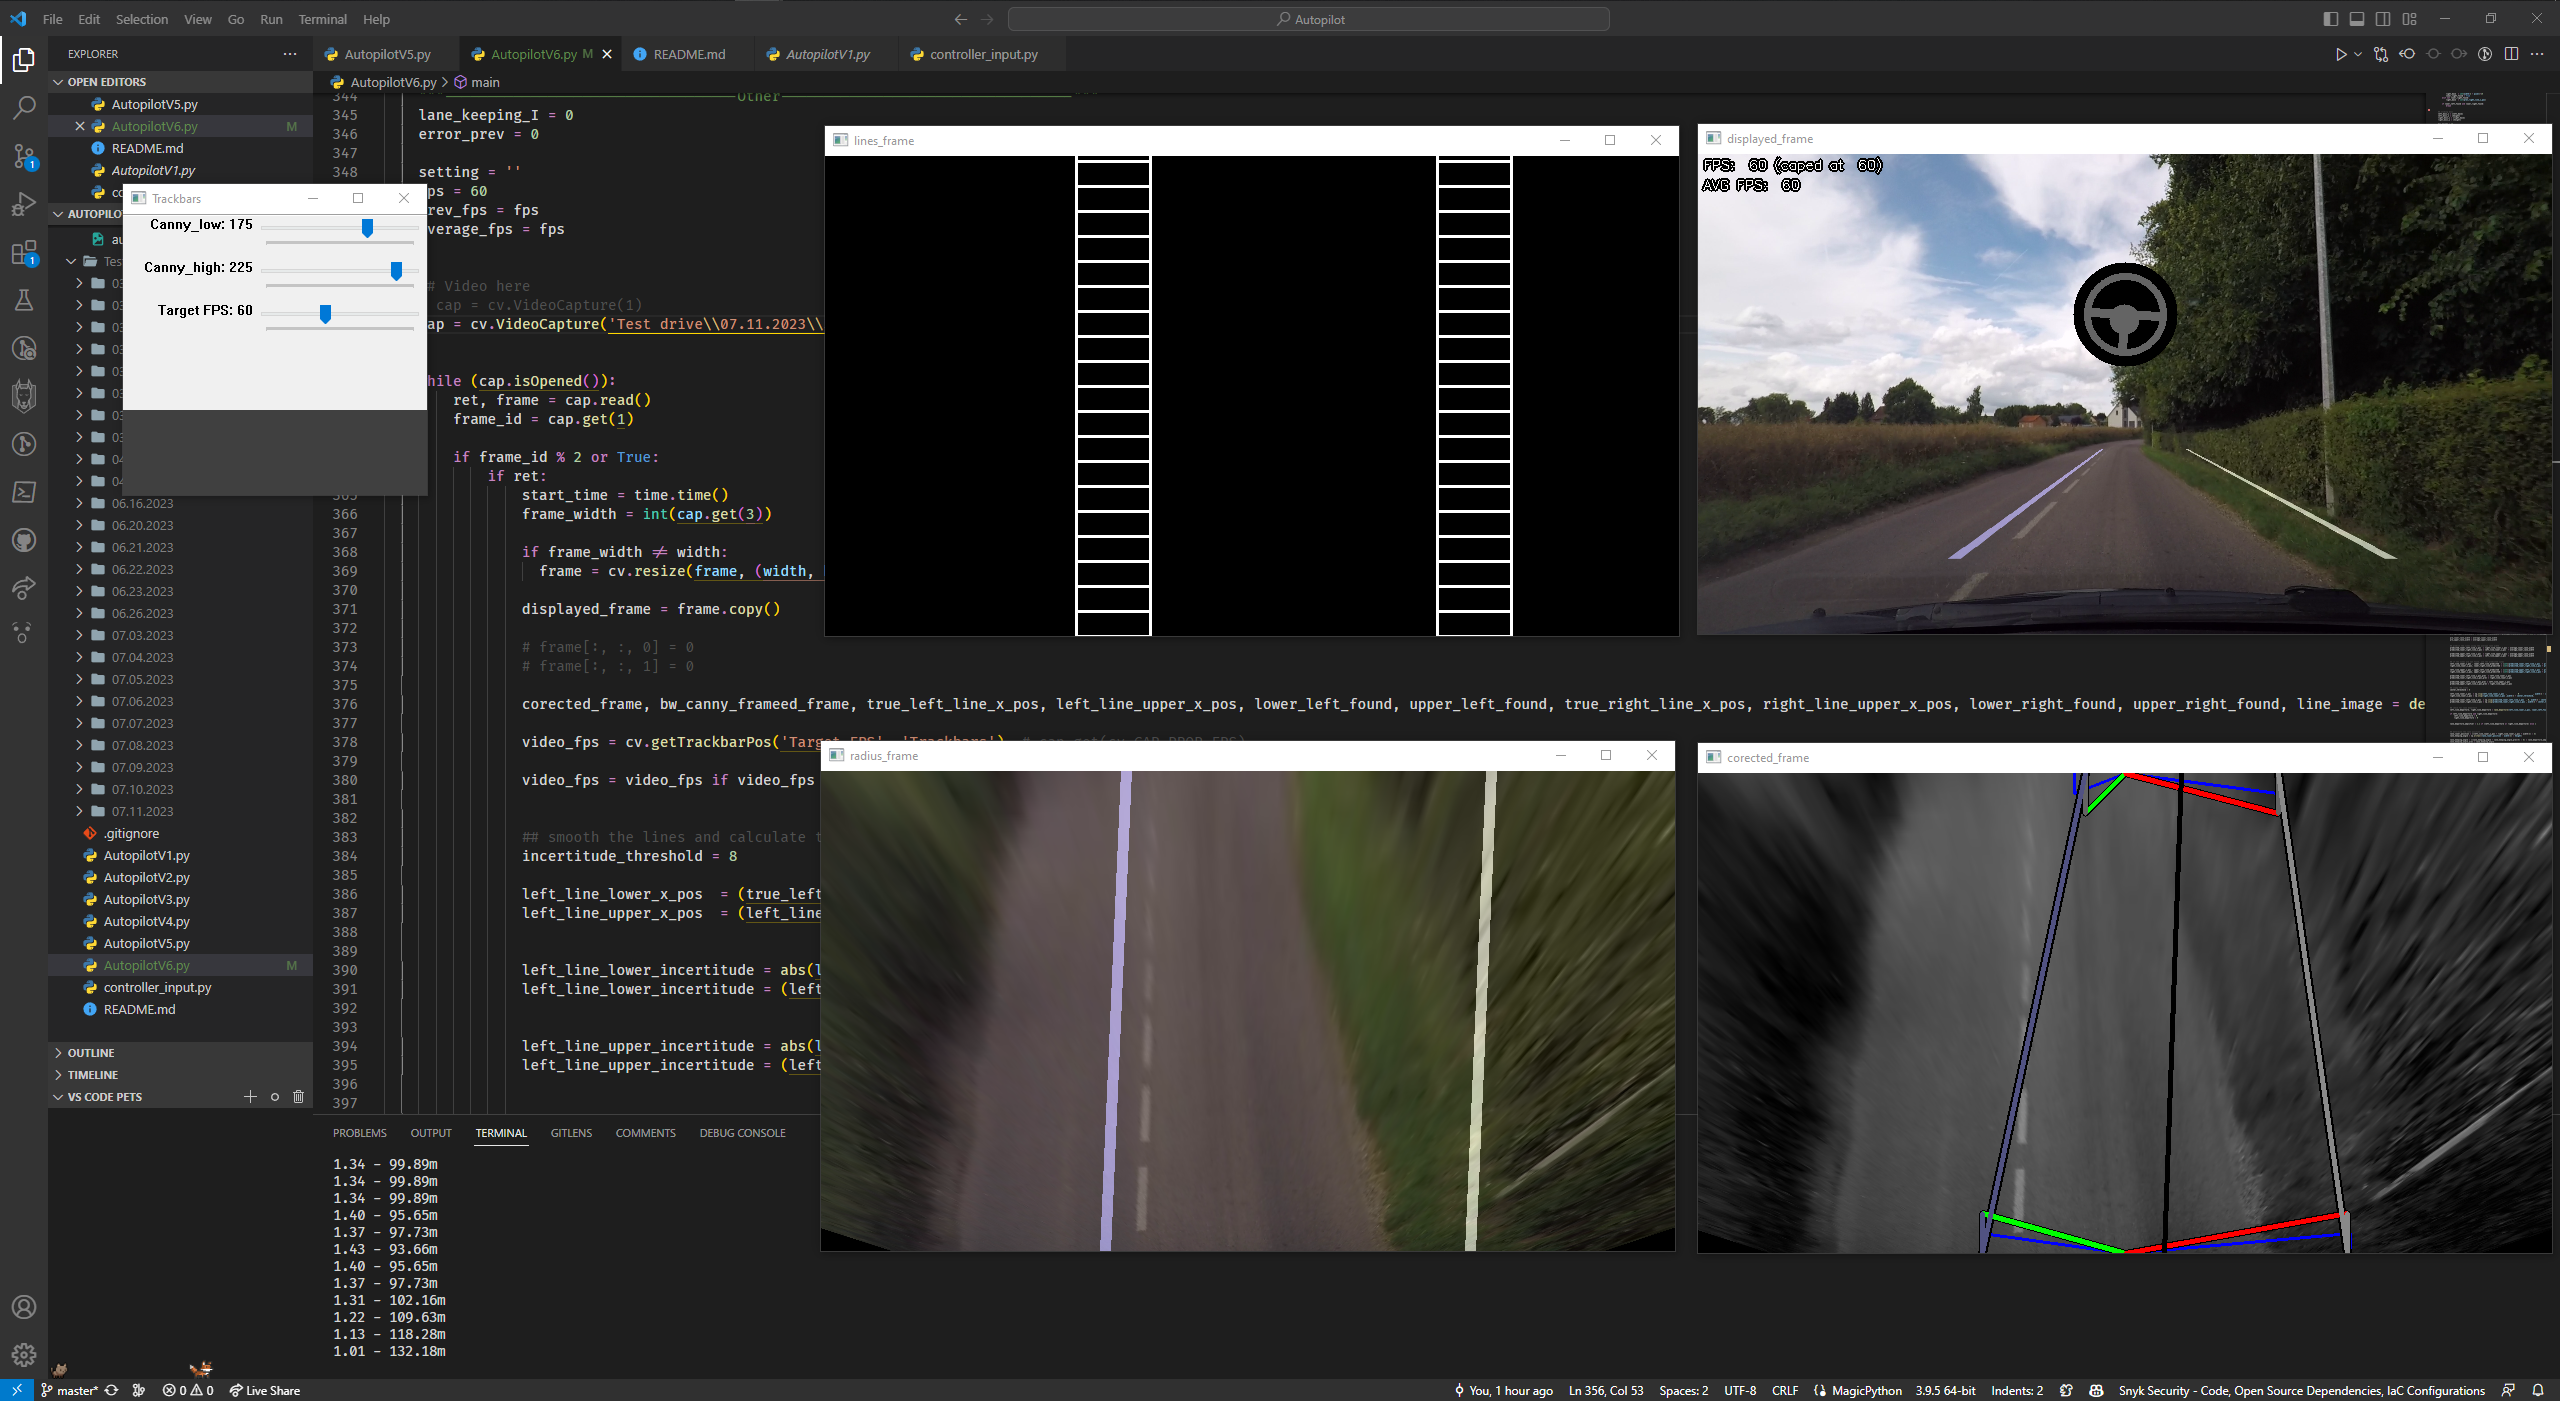 File Edit Selection View Go Run Terminal Help
Autopilot
EXPLORER
OPEN EDITORS
AutopilotV5.py
AutopilotV6.py M
README.md
AutopilotV1.py
co
AUTOPILOT
au
Tes
03
03
03
03
03
03
03
03
04
04
06.16.2023
06.20.2023
06.21.2023
06.22.2023
06.23.2023
06.26.2023
07.03.2023
07.04.2023
07.05.2023
07.06.2023
07.07.2023
07.08.2023
07.09.2023
07.10.2023
07.11.2023
.gitignore
AutopilotV1.py
AutopilotV2.py
AutopilotV3.py
AutopilotV4.py
AutopilotV5.py
AutopilotV6.py M
controller_input.py
README.md
OUTLINE
TIMELINE
VS CODE PETS
Trackbars
Canny_low: 175
Canny_high: 225
Target FPS: 60
AutopilotV5.py AutopilotV6.py M README.md AutopilotV1.py controller_input.py
AutopilotV6.py > main
344 Other
345 lane_keeping_I = 0
346 error_prev = 0
347
348 setting = ''
ps = 60
rev_fps = fps
verage_fps = fps
# Video here
cap = cv.VideoCapture(1)
ap = cv.VideoCapture('Test drive\\07.11.2023\\
hile (cap.isOpened()):
ret, frame = cap.read()
frame_id = cap.get(1)
if frame_id % 2 or True:
if ret:
365 start_time = time.time()
366 frame_width = int(cap.get(3))
367
368 if frame_width ≠ width:
369 frame = cv.resize(frame, (width,
370
371 displayed_frame = frame.copy()
372
373 # frame[:, :, 0] = 0
374 # frame[:, :, 1] = 0
375
376 corected_frame, bw_canny_frameed_frame, true_left_line_x_pos, left_line_upper_x_pos, lower_left_found, upper_left_found, true_right_line_x_pos, right_line_upper_x_pos, lower_right_found, upper_right_found, line_image = de
377
378 video_fps = cv.getTrackbarPos('Target FPS', 'Trackbars') # cap.get(cv.CAP_PROP_FPS)
379
380 video_fps = video_fps if video_fps
381
382
383 ## smooth the lines and calculate t
384 incertitude_threshold = 8
385
386 left_line_lower_x_pos = (true_left
387 left_line_upper_x_pos = (left_line
388
389
390 left_line_lower_incertitude = abs(l
391 left_line_lower_incertitude = (left
392
393
394 left_line_upper_incertitude = abs(l
395 left_line_upper_incertitude = (left
396
397
lines_frame
displayed_frame
FPS: 60 (caped at 60)
AVG FPS: 60
radius_frame
corected_frame
PROBLEMS OUTPUT TERMINAL GITLENS COMMENTS DEBUG CONSOLE
1.34 - 99.89m
1.34 - 99.89m
1.34 - 99.89m
1.40 - 95.65m
1.37 - 97.73m
1.43 - 93.66m
1.40 - 95.65m
1.37 - 97.73m
1.31 - 102.16m
1.22 - 109.63m
1.13 - 118.28m
1.01 - 132.18m
master* 0 0 Live Share You, 1 hour ago Ln 356, Col 53 Spaces: 2 UTF-8 CRLF MagicPython 3.9.5 64-bit Indents: 2 Snyk Security - Code, Open Source Dependencies, IaC Configurations